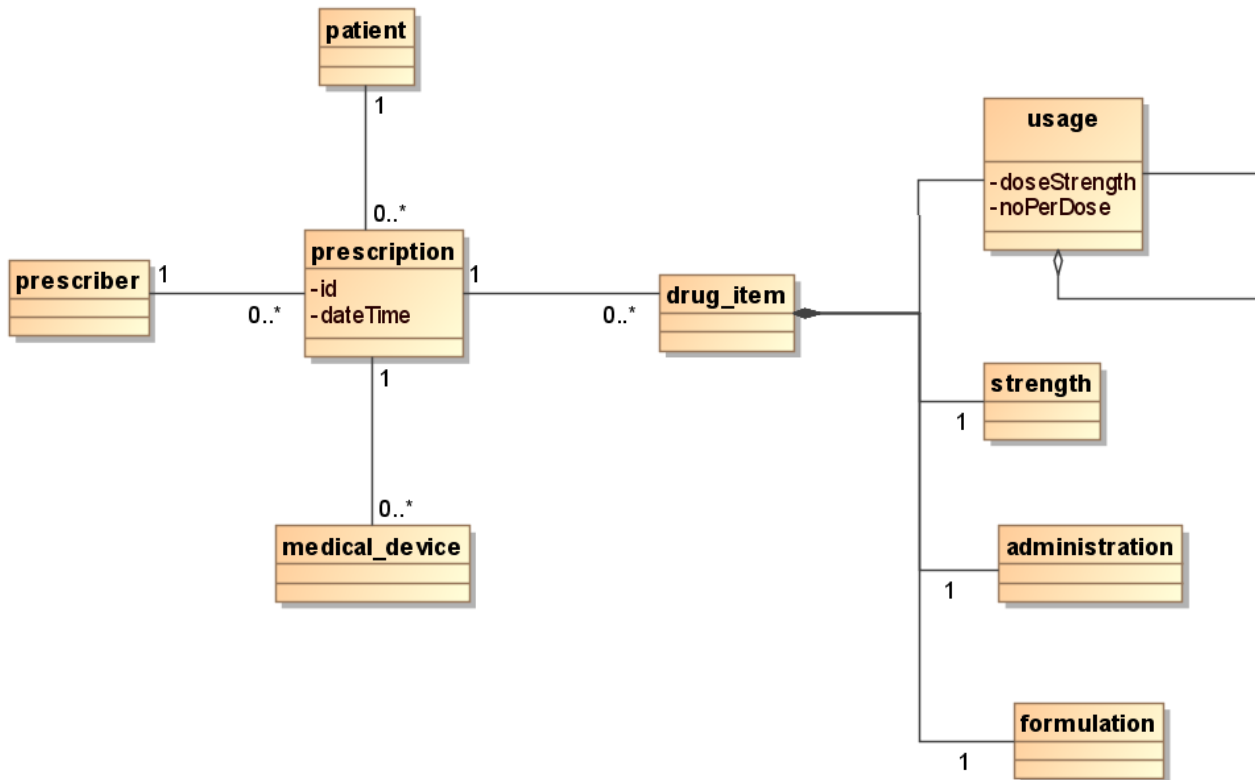 patient
1
0..*
prescriber
1
0..*
prescription
-id
-dateTime
1
0..*
drug_item
1
0..*
medical_device
usage
-doseStrength
-noPerDose
strength
1
administration
1
formulation
1